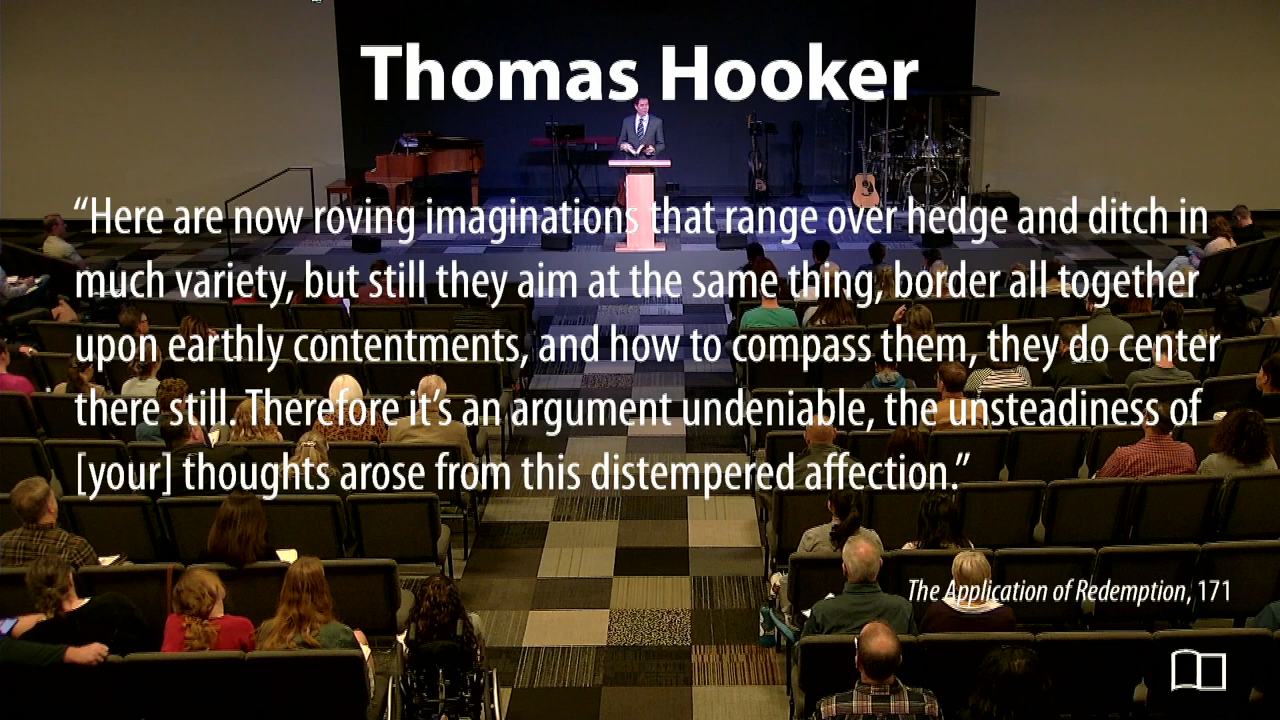 Thomas Hooker
“Here are now roving imaginations that range over hedge and ditch in
much variety, but still they aim at the same thing, border all together
upon earthly contentments, and how to compass them, they do center
there still. Therefore it’s an argument undeniable, the unsteadiness of
[your] thoughts arose from this distempered affection.”
The Application of Redemption, 171